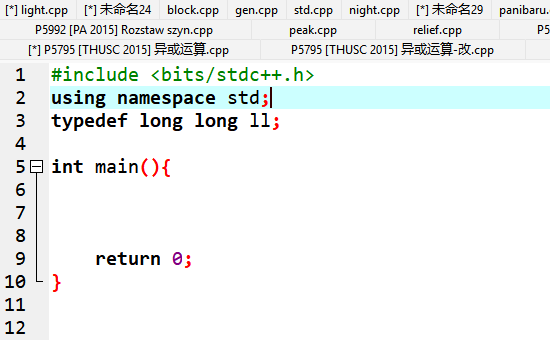 [*] light.cpp [*] 未命名24 block.cpp gen.cpp std.cpp night.cpp [*] 未命名29 panibaru.
P5992 [PA 2015] Rozstaw szyn.cpp peak.cpp relief.cpp P5
[*] P5795 [THUSC 2015] 异或运算.cpp P5795 [THUSC 2015] 异或运算-改.cpp
1 #include <bits/stdc++.h>
2 using namespace std;
3 typedef long long ll;
4
5 int main(){
6
7
8
9 return 0;
10 }
11
12